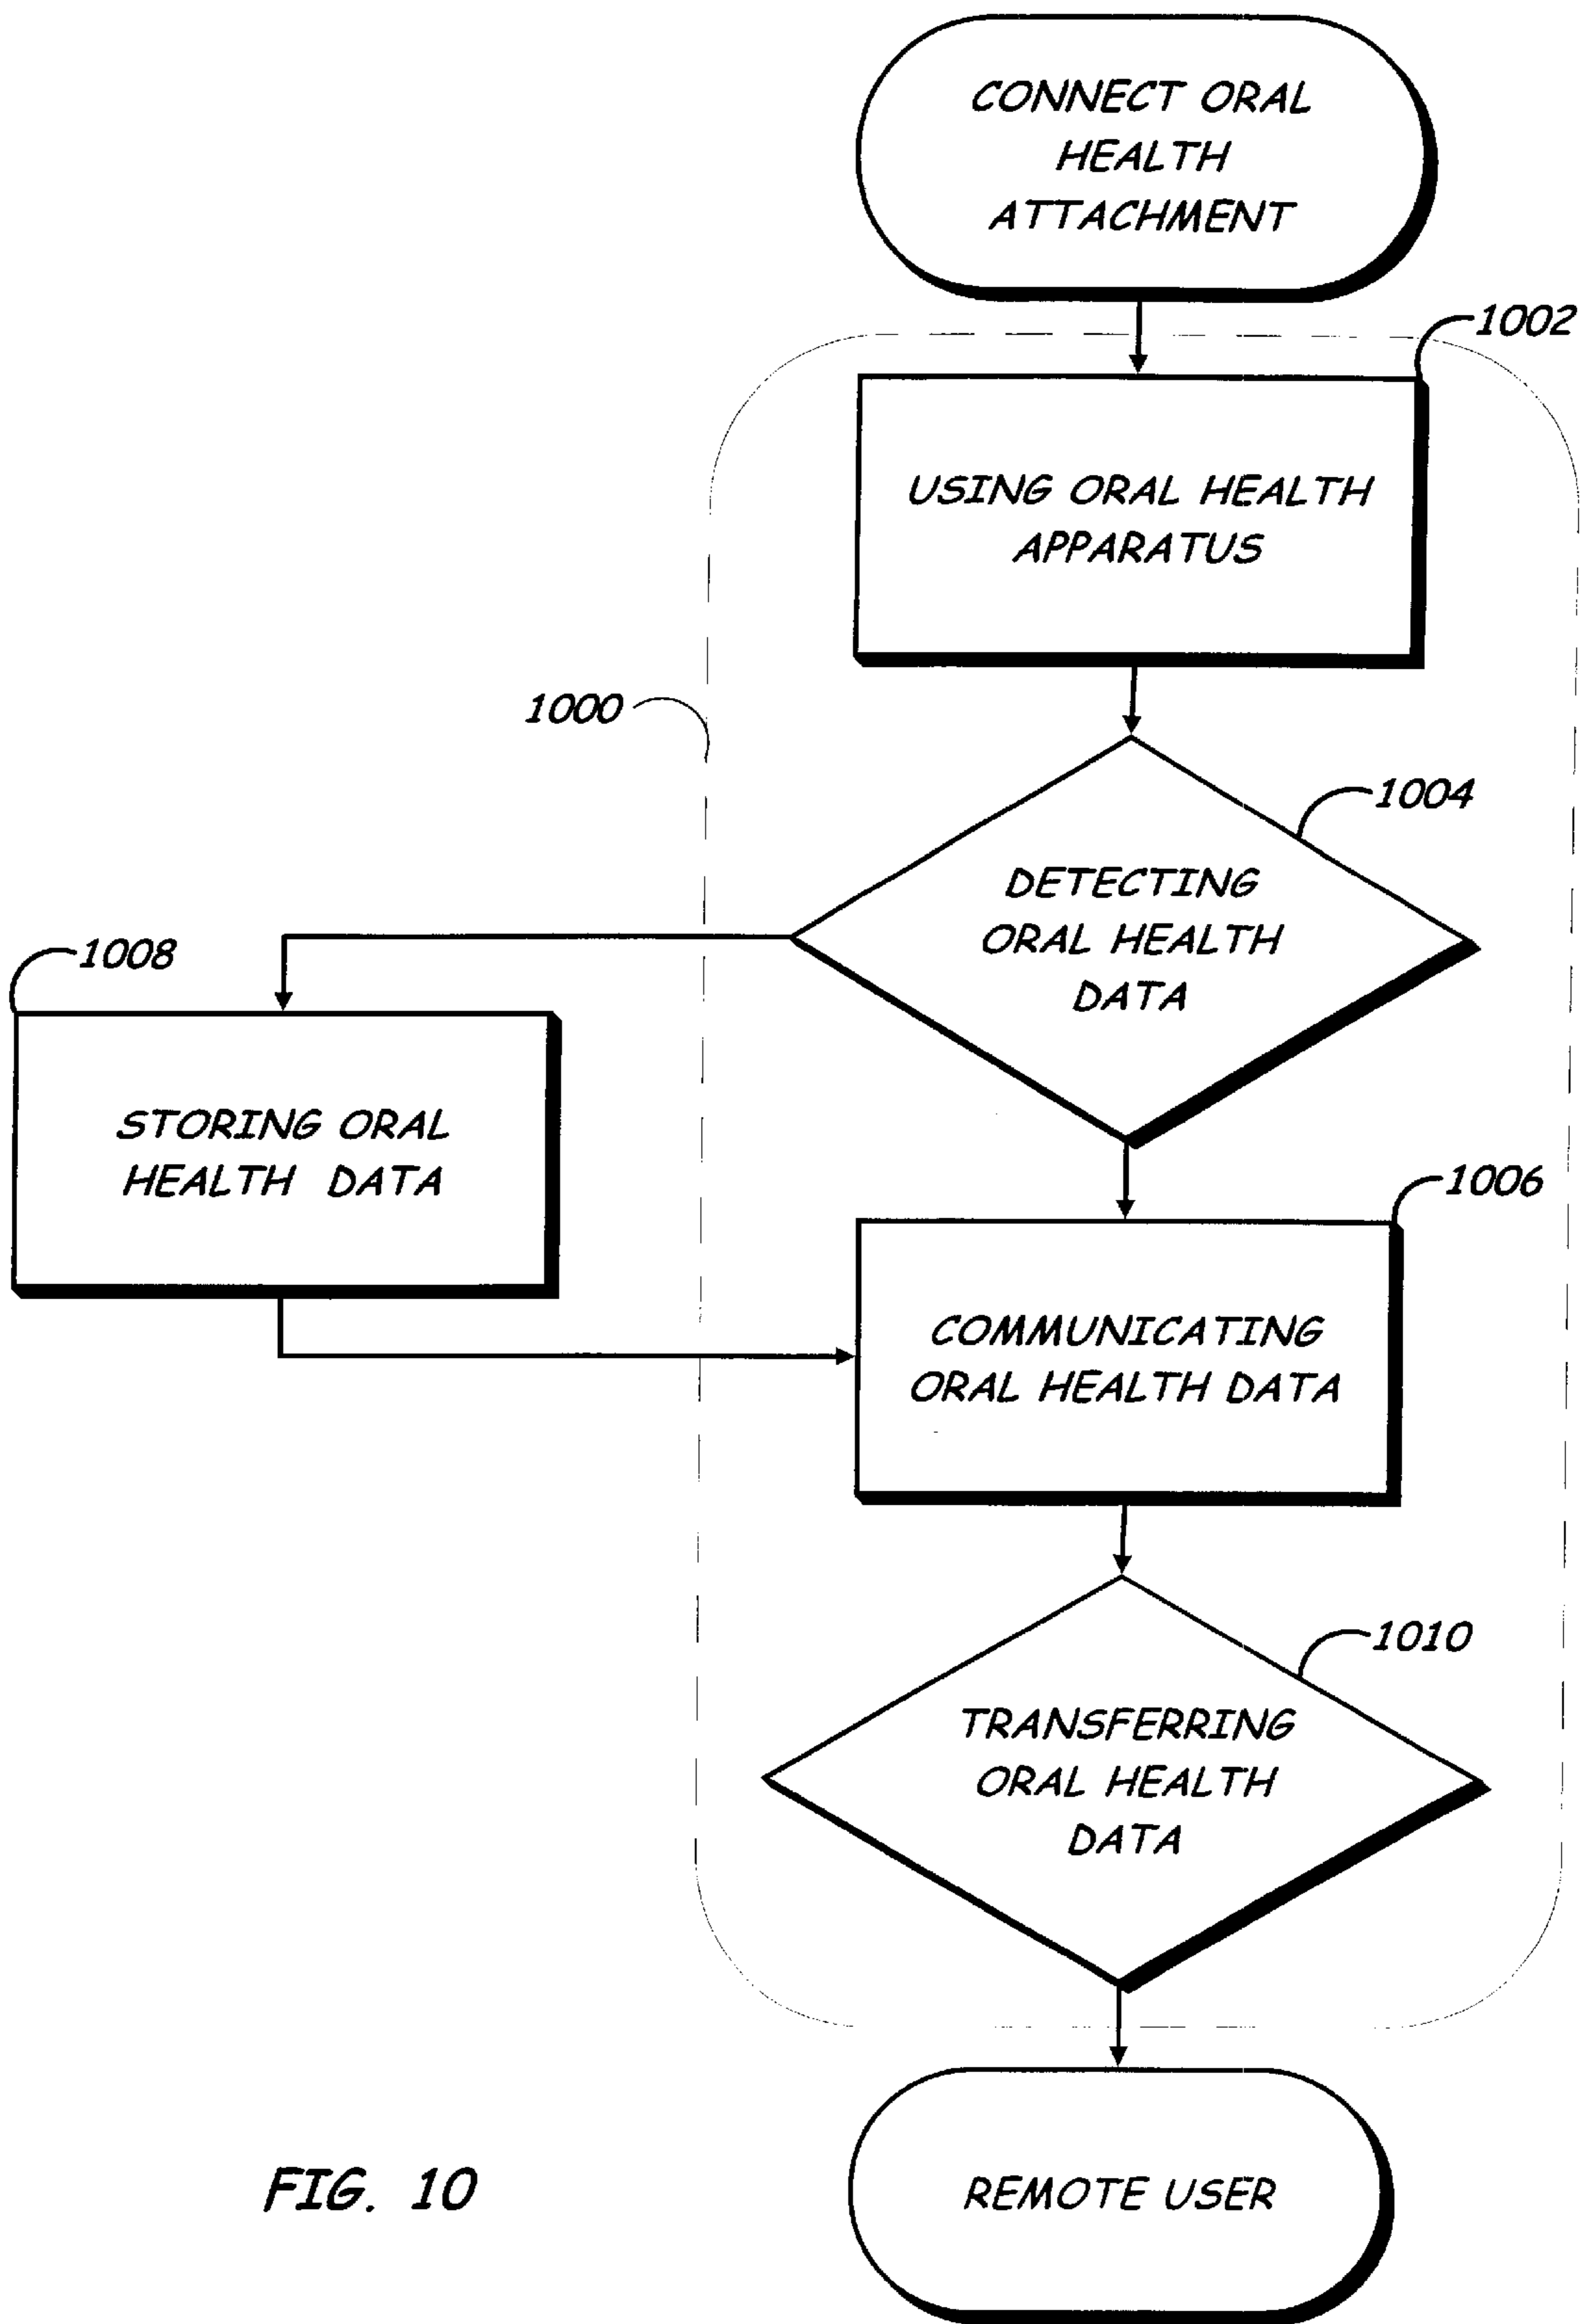 CONNECT ORAL
HEALTH
ATTACHMENT
1002
USING ORAL HEALTH
APPARATUS
1000
1004
DETECTING
ORAL HEALTH
DATA
1008
STORING ORAL
HEALTH DATA
1006
COMMUNICATING
ORAL HEALTH DATA
1010
TRANSFERRING
ORAL HEALTH
DATA
REMOTE USER
FIG. 10